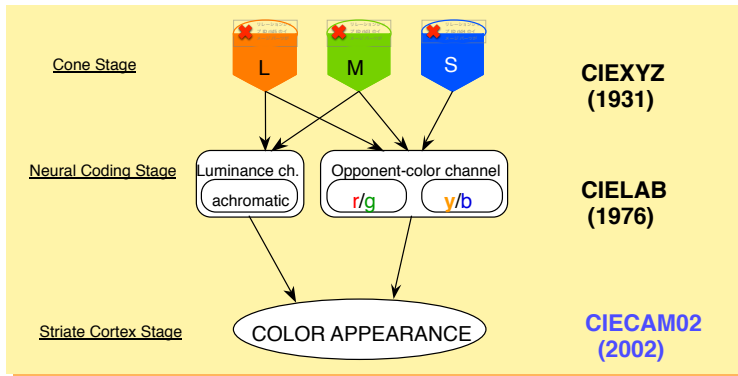 Cone Stage
L
M
S
CIEXYZ
(1931)
Neural Coding Stage
Luminance ch.
achromatic
Opponent-color channel
r/g
y/b
CIELAB
(1976)
Striate Cortex Stage
COLOR APPEARANCE
CIECAM02
(2002)